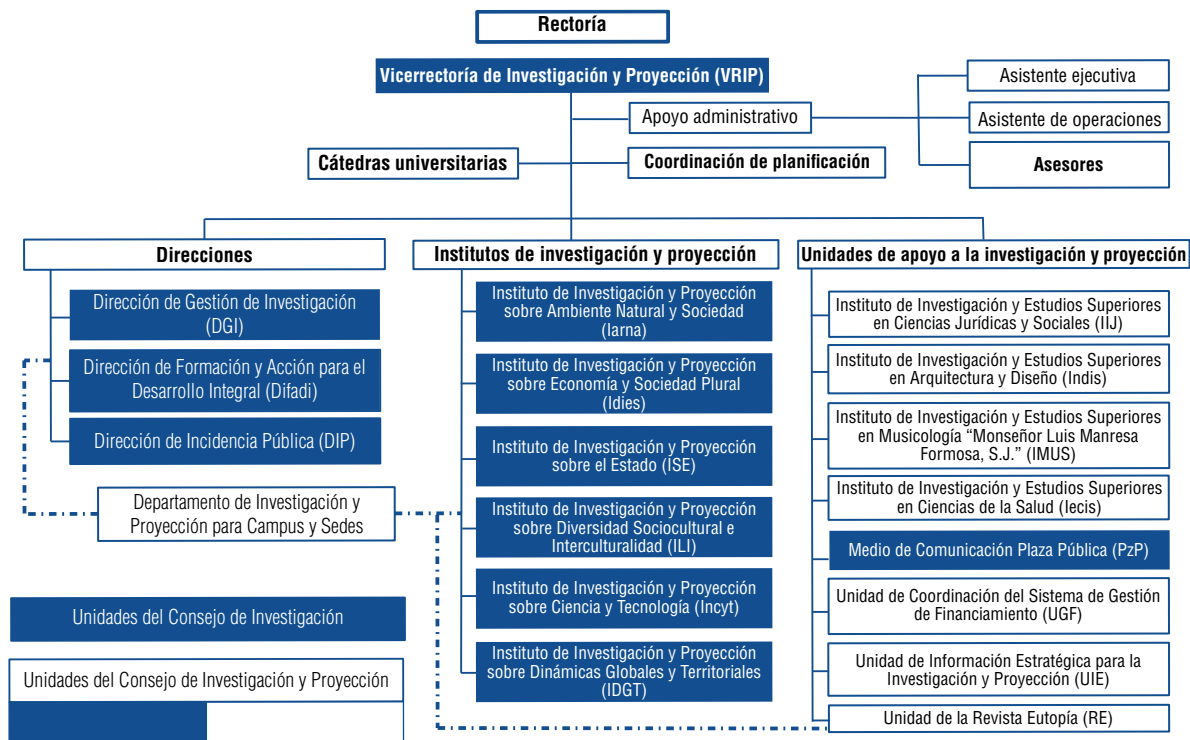 Rectoría
Vicerrectoría de Investigación y Proyección (VRIP)
Apoyo administrativo
Asistente ejecutiva
Asistente de operaciones
Asesores
Cátedras universitarias
Coordinación de planificación
Direcciones
Dirección de Gestión de Investigación
(DGI)
Dirección de Formación y Acción para el
Desarrollo Integral (Difadi)
Dirección de Incidencia Pública (DIP)
Departamento de Investigación y
Proyección para Campus y Sedes
Institutos de investigación y proyección
Instituto de Investigación y Proyección
sobre Ambiente Natural y Sociedad
(Iarna)
Instituto de Investigación y Proyección
sobre Economía y Sociedad Plural
(Idies)
Instituto de Investigación y Proyección
sobre el Estado (ISE)
Instituto de Investigación y Proyección
sobre Diversidad Sociocultural e
Interculturalidad (ILI)
Instituto de Investigación y Proyección
sobre Ciencia y Tecnología (Incyt)
Instituto de Investigación y Proyección
sobre Dinámicas Globales y Territoriales
(IDGT)
Unidades de apoyo a la investigación y proyección
Instituto de Investigación y Estudios Superiores
en Ciencias Jurídicas y Sociales (IIJ)
Instituto de Investigación y Estudios Superiores
en Arquitectura y Diseño (Indis)
Instituto de Investigación y Estudios Superiores
en Musicología “Monseñor Luis Manresa
Formosa, S.J.” (IMUS)
Instituto de Investigación y Estudios Superiores
en Ciencias de la Salud (Iecis)
Medio de Comunicación Plaza Pública (PzP)
Unidad de Coordinación del Sistema de Gestión
de Financiamiento (UGF)
Unidad de Información Estratégica para la
Investigación y Proyección (UIE)
Unidad de la Revista Eutopía (RE)
Unidades del Consejo de Investigación
Unidades del Consejo de Investigación y Proyección